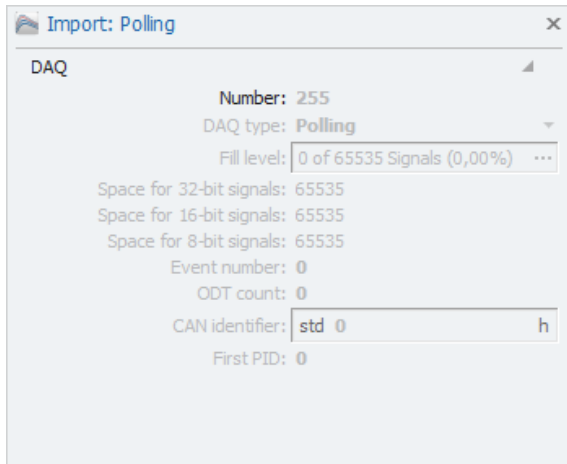 Import: Polling
DAQ
Number: 255
DAQ type: Polling
Fill level: 0 of 65535 Signals (0,00%) ...
Space for 32-bit signals: 65535
Space for 16-bit signals: 65535
Space for 8-bit signals: 65535
Event number: 0
ODT count: 0
CAN identifier: std 0 h
First PID: 0